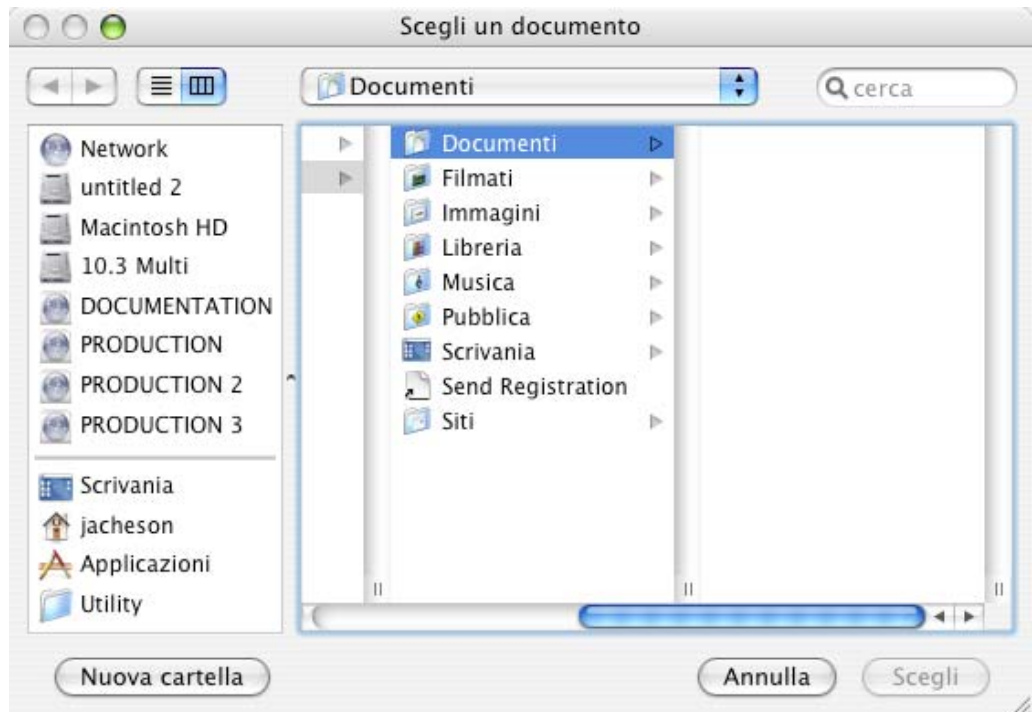 Scegli un documento
Documenti
cerca
Network
untitled 2
Macintosh HD
10.3 Multi
DOCUMENTATION
PRODUCTION
PRODUCTION 2
PRODUCTION 3
Scrivania
jacheson
Applicazioni
Utility
Documenti
Filmati
Immagini
Libreria
Musica
Pubblica
Scrivania
Send Registration
Siti
Nuova cartella
Annulla
Scegli